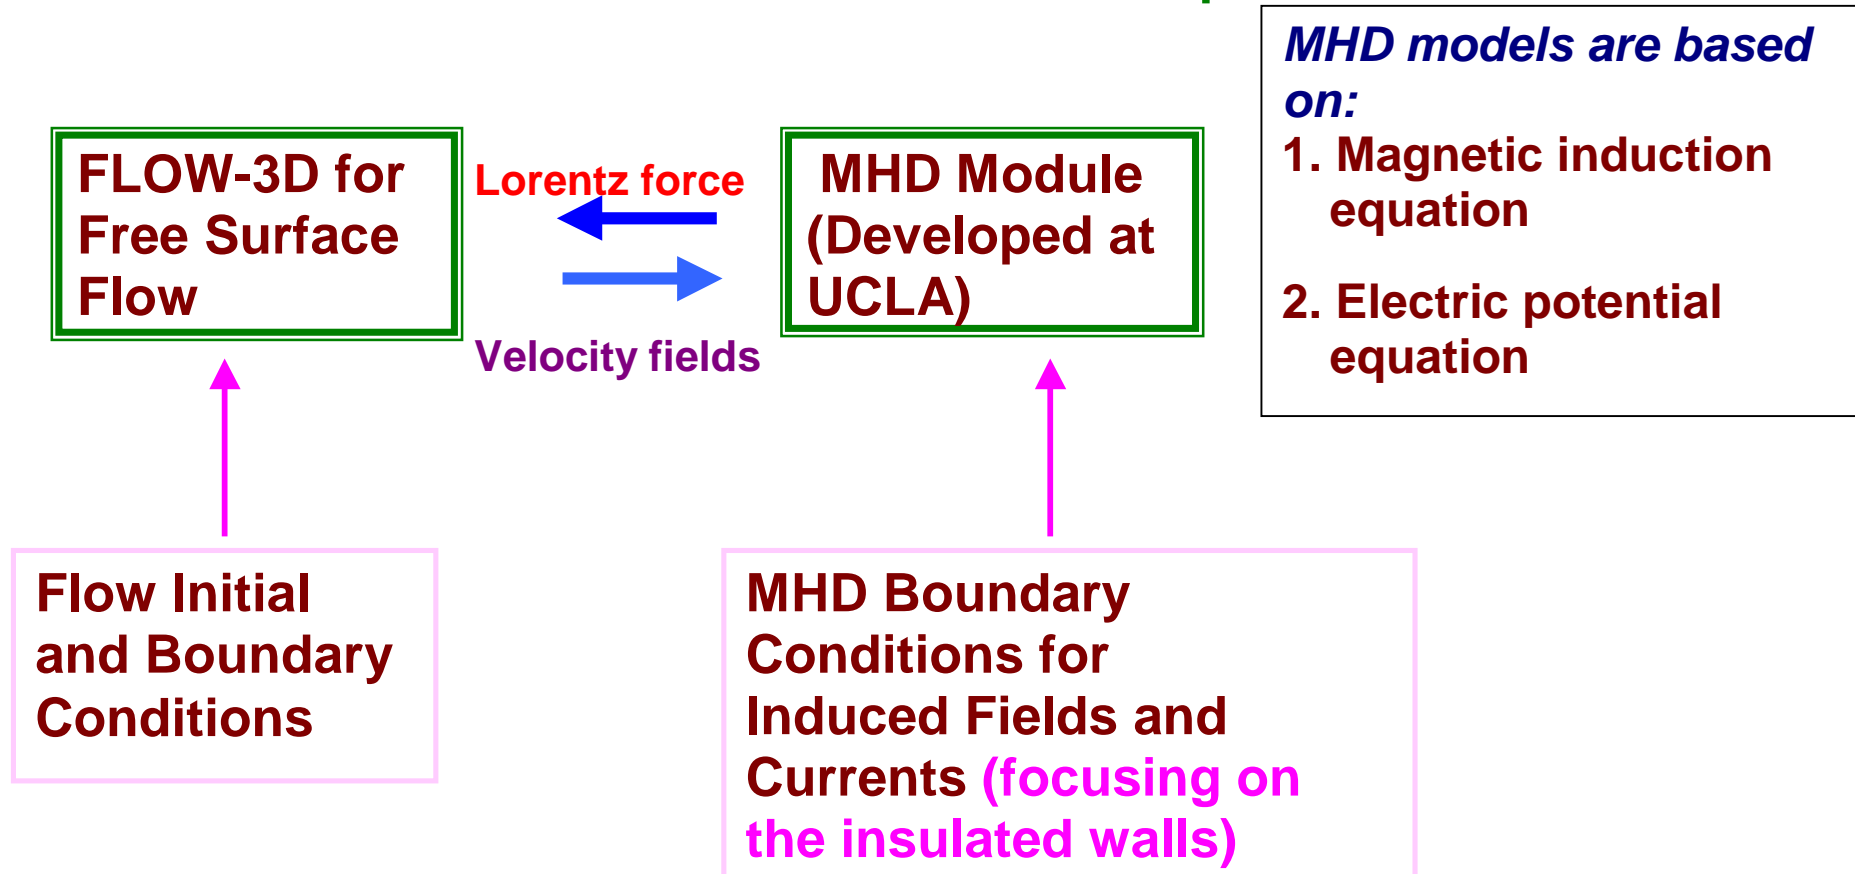 MHD models are based
on:
1. Magnetic induction
equation
2. Electric potential
equation
FLOW-3D for
Free Surface
Flow
Lorentz force
Velocity fields
MHD Module
(Developed at
UCLA)
Flow Initial
and Boundary
Conditions
MHD Boundary
Conditions for
Induced Fields and
Currents (focusing on
the insulated walls)